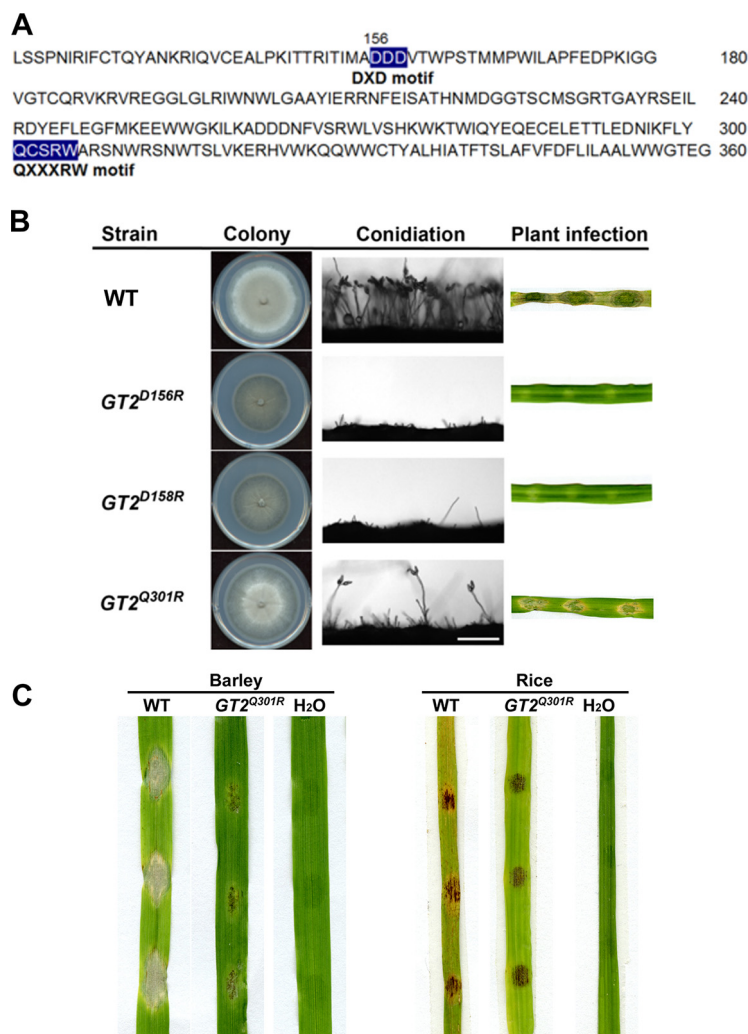 A
156
LSSPNIRIFCTQYANKRIQVCEALPKITTRITIMADDDVTWPSTMMPWILAPFEDPKIGG 180
DXD motif
VGTCQRVKRVREGGLGLRIWNWLGAAYIERRNFEISATHNMDGGTSCMSGRTGAYRSEIL 240
RDYEFLEGFMKEEWWGKILKADDDNFVSRWLVSHKWKTWIQYEQECELETTLEDNIKFLY 300
QCSRWARSNWRSNWTSLVKERHVWKQQWWCTYALHIATFTSLAFVFDFLILAALWWGTEG 360
QXXXRW motif
B
Strain Colony Conidiation Plant infection
WT
GT2D156R
GT2D158R
GT2Q301R
C
Barley Rice
WT GT2Q301R H2O WT GT2Q301R H2O